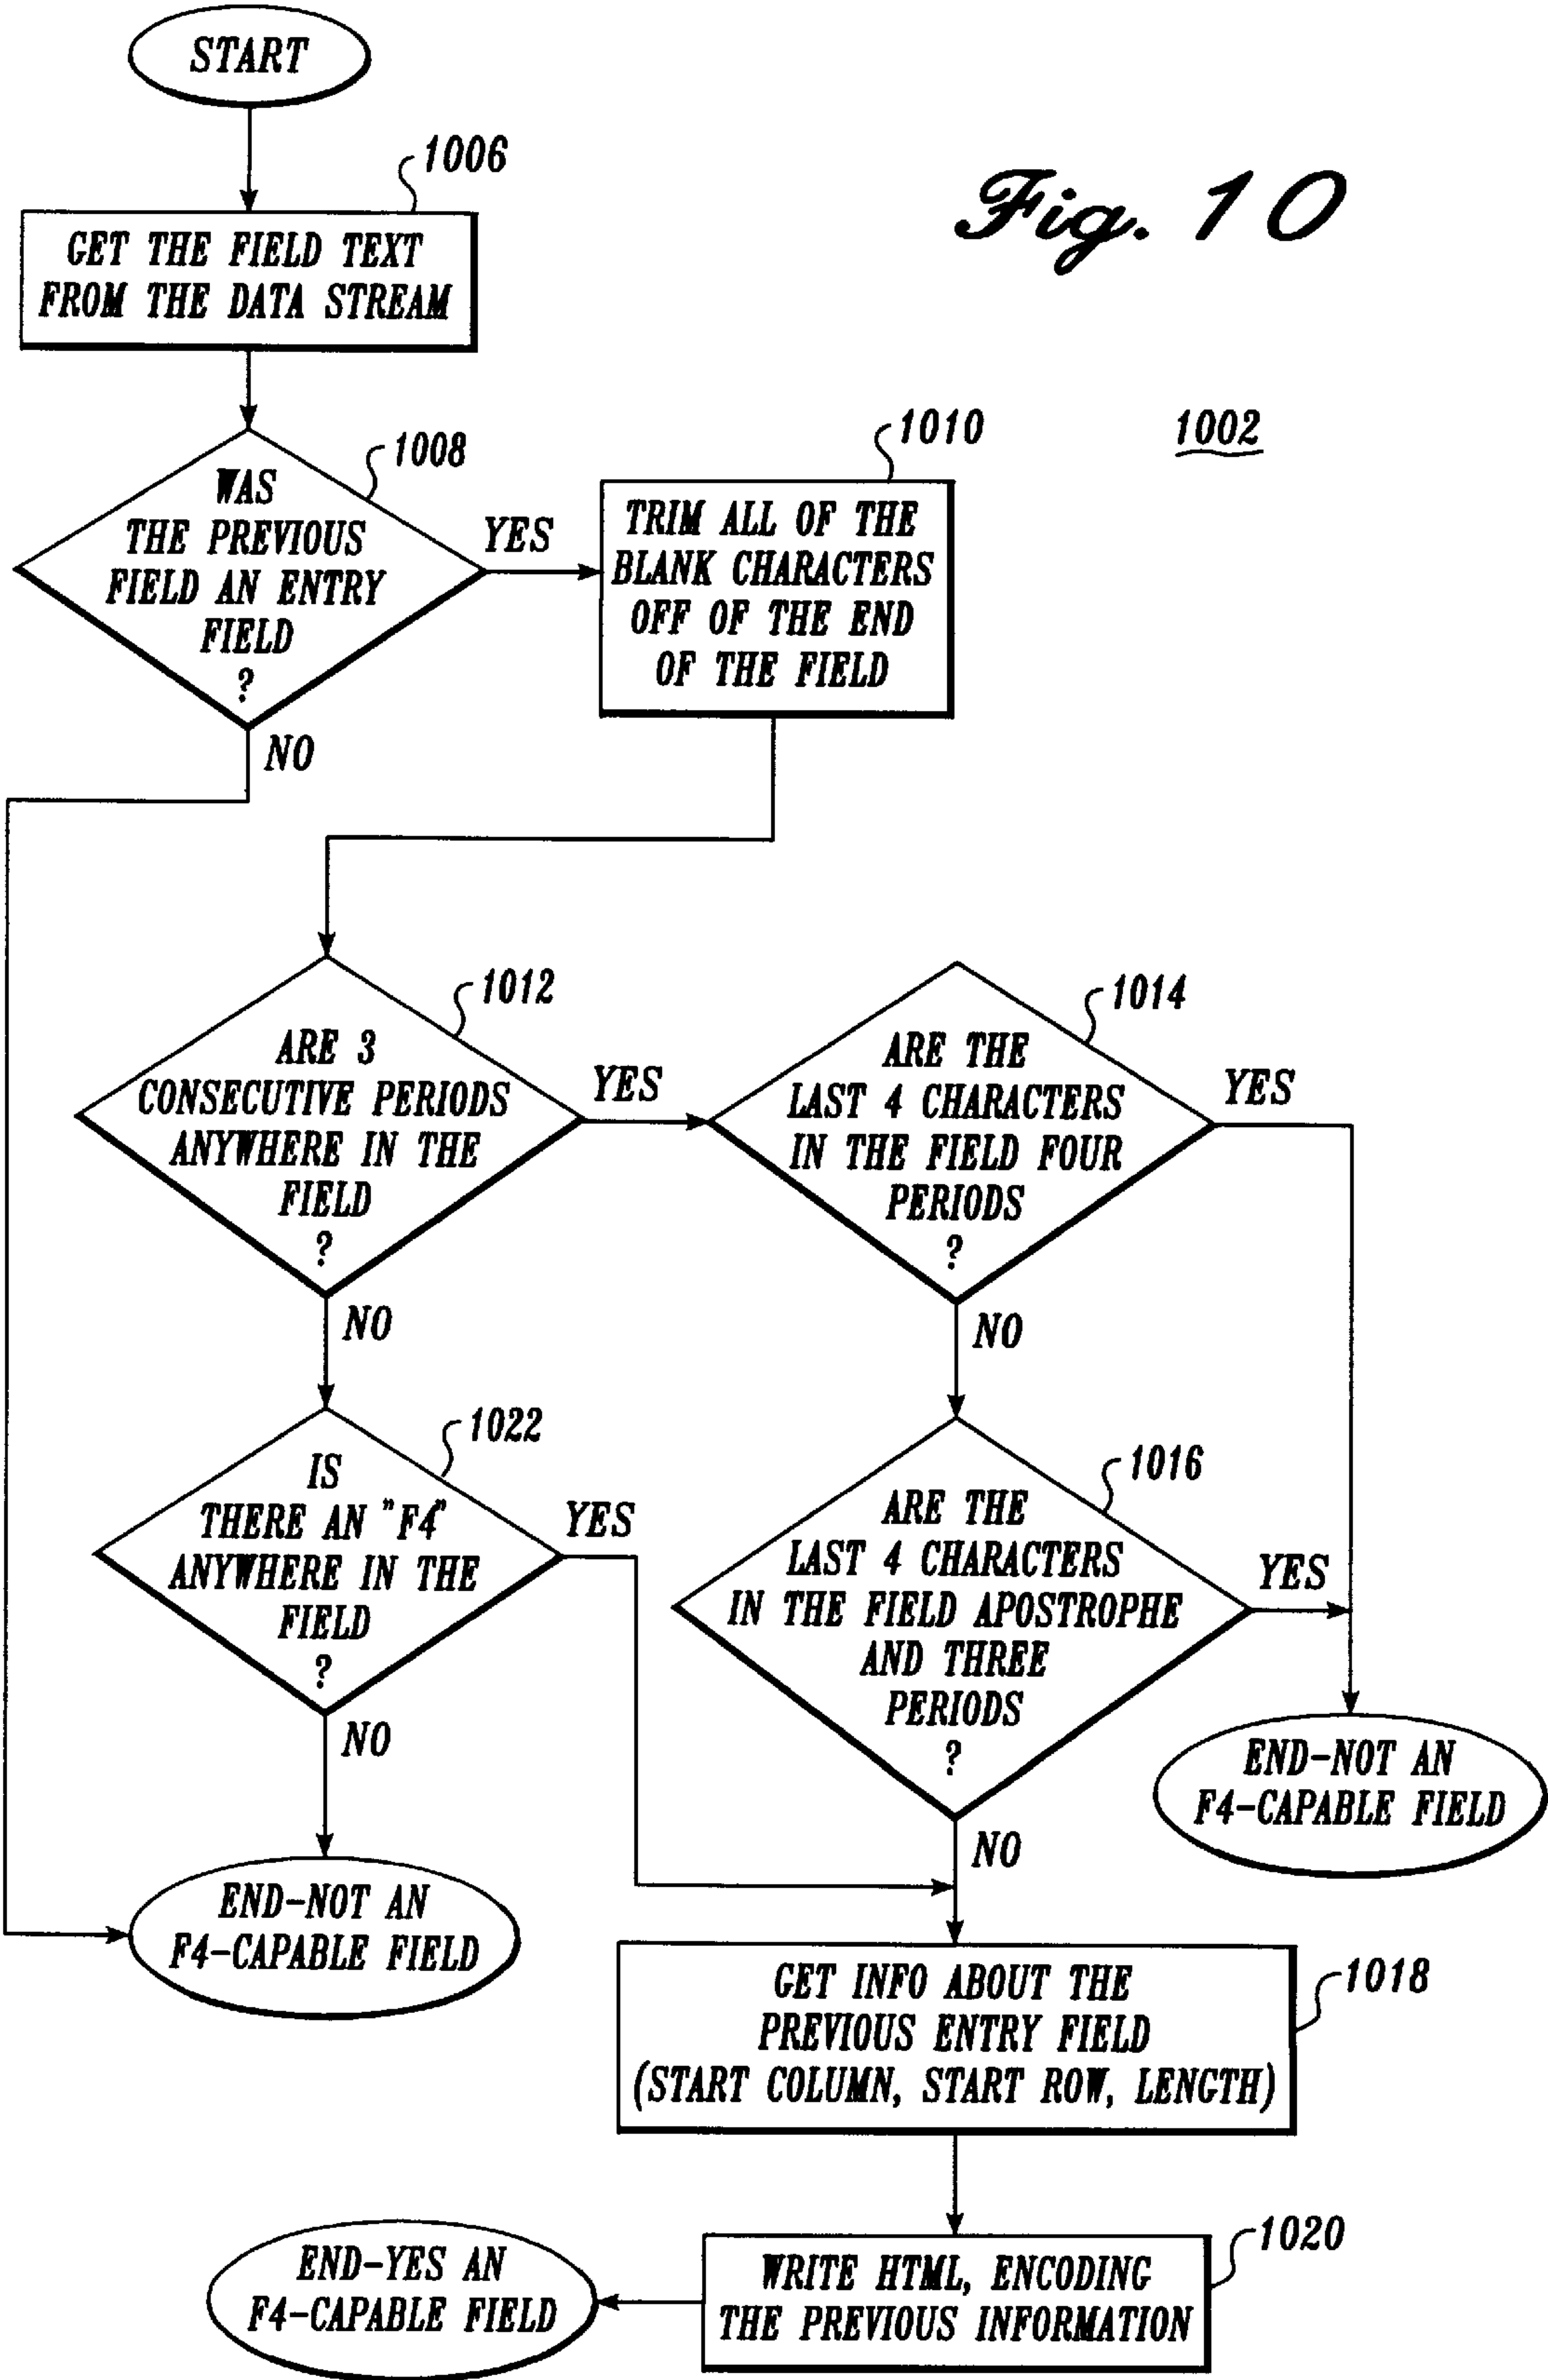 START
1006
Fig. 10
GET THE FIELD TEXT
FROM THE DATA STREAM
1008
WAS
THE PREVIOUS
FIELD AN ENTRY
FIELD
?
YES
NO
1010
TRIM ALL OF THE
BLANK CHARACTERS
OFF OF THE END
OF THE FIELD
1002
1012
ARE 3
CONSECUTIVE PERIODS
ANYWHERE IN THE
FIELD
?
YES
NO
1014
ARE THE
LAST 4 CHARACTERS
IN THE FIELD FOUR
PERIODS
?
YES
NO
1022
IS
THERE AN "F4"
ANYWHERE IN THE
FIELD
?
YES
NO
1016
ARE THE
LAST 4 CHARACTERS
IN THE FIELD APOSTROPHE
AND THREE
PERIODS
?
YES
NO
END-NOT AN
F4-CAPABLE FIELD
END-NOT AN
F4-CAPABLE FIELD
1018
GET INFO ABOUT THE
PREVIOUS ENTRY FIELD
(START COLUMN, START ROW, LENGTH)
1020
WRITE HTML, ENCODING
THE PREVIOUS INFORMATION
END-YES AN
F4-CAPABLE FIELD